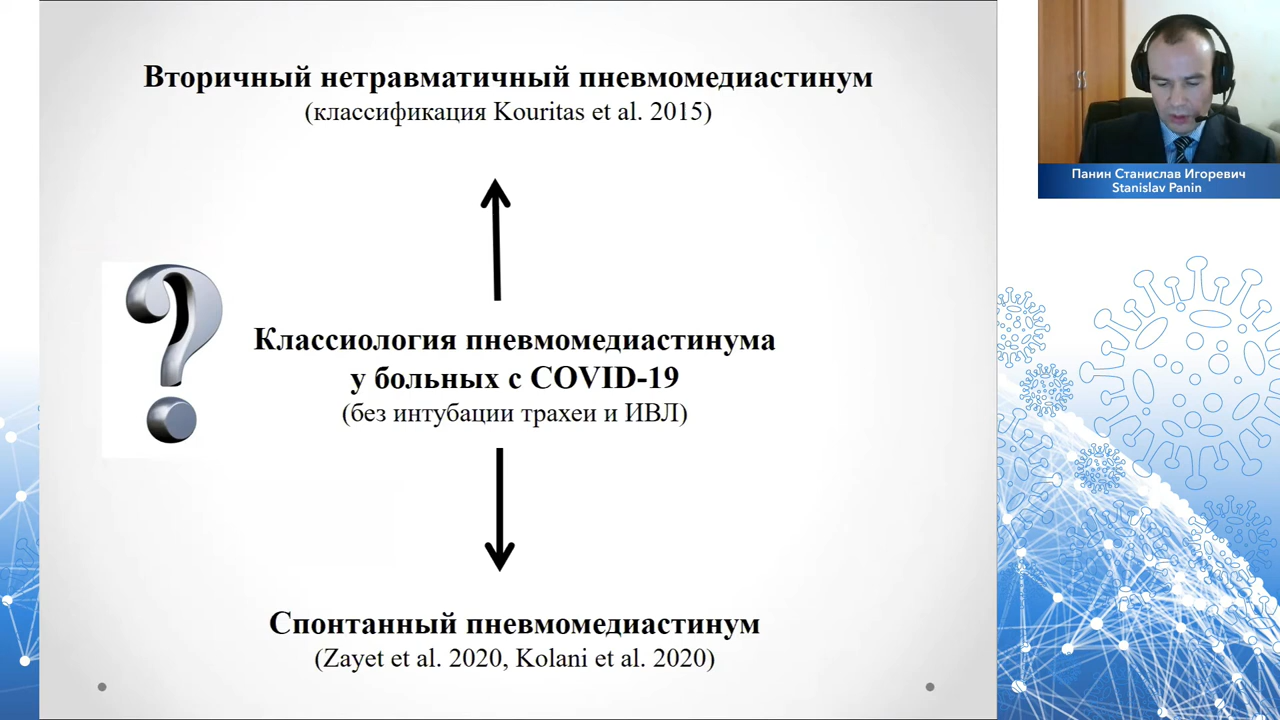 Вторичный нетравматичный пневмомедиастинум
(классификация Kouritas et al. 2015)
Классиология пневмомедиастинума
у больных с COVID-19
(без интубации трахеи и ИВЛ)
Спонтанный пневмомедиастинум
(Zayet et al. 2020, Kolani et al. 2020)
Панин Станислав Игоревич
Stanislav Panin